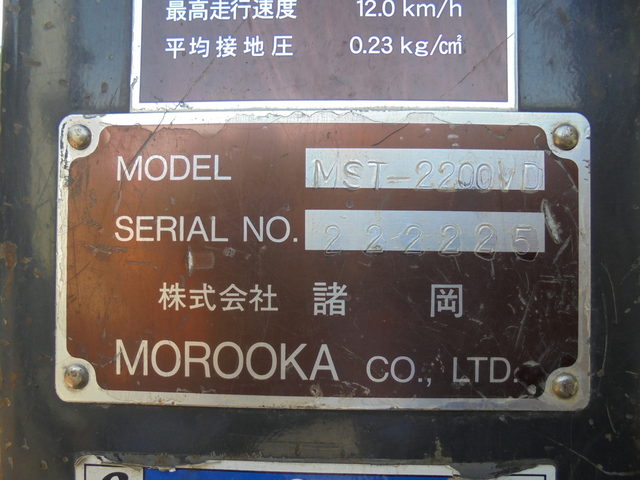 最高走行速度 12.0 km/h
平均接地圧 0.23 kg/cm²
MODEL MST-2200VD
SERIAL NO. 222225
株式会社 諸岡
MOROOKA CO., LTD.